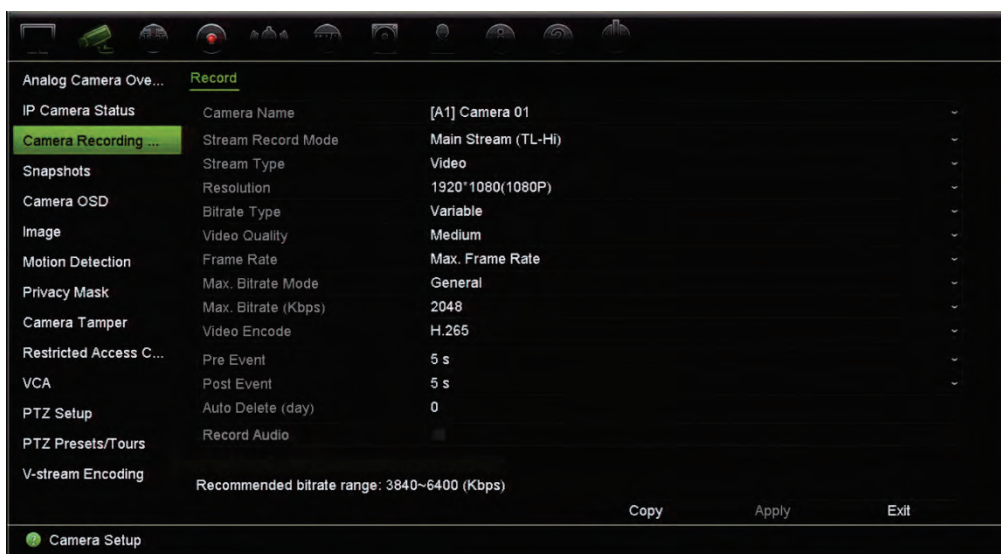 Analog Camera Ove...
IP Camera Status
Camera Recording ...
Snapshots
Camera OSD
Image
Motion Detection
Privacy Mask
Camera Tamper
Restricted Access C...
VCA
PTZ Setup
PTZ Presets/Tours
V-stream Encoding
Record
Camera Name [A1] Camera 01
Stream Record Mode Main Stream (TL-Hi)
Stream Type Video
Resolution 1920*1080(1080P)
Bitrate Type Variable
Video Quality Medium
Frame Rate Max. Frame Rate
Max. Bitrate Mode General
Max. Bitrate (Kbps) 2048
Video Encode H.265
Pre Event 5 s
Post Event 5 s
Auto Delete (day) 0
Record Audio
Recommended bitrate range: 3840~6400 (Kbps)
Copy Apply Exit
Camera Setup